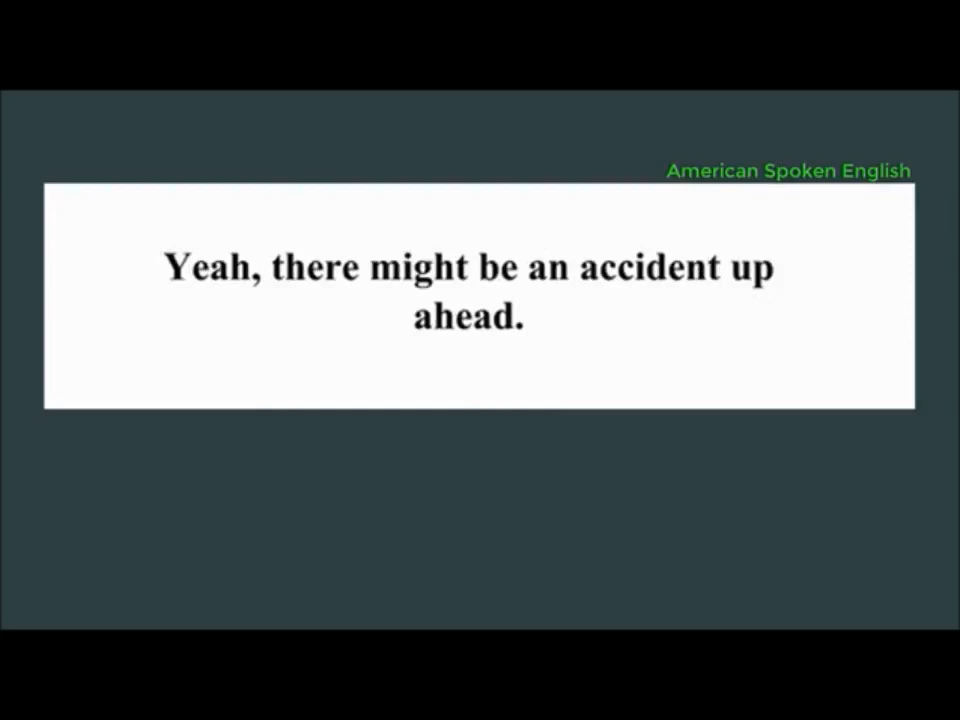 American Spoken English
Yeah, there might be an accident up
ahead.